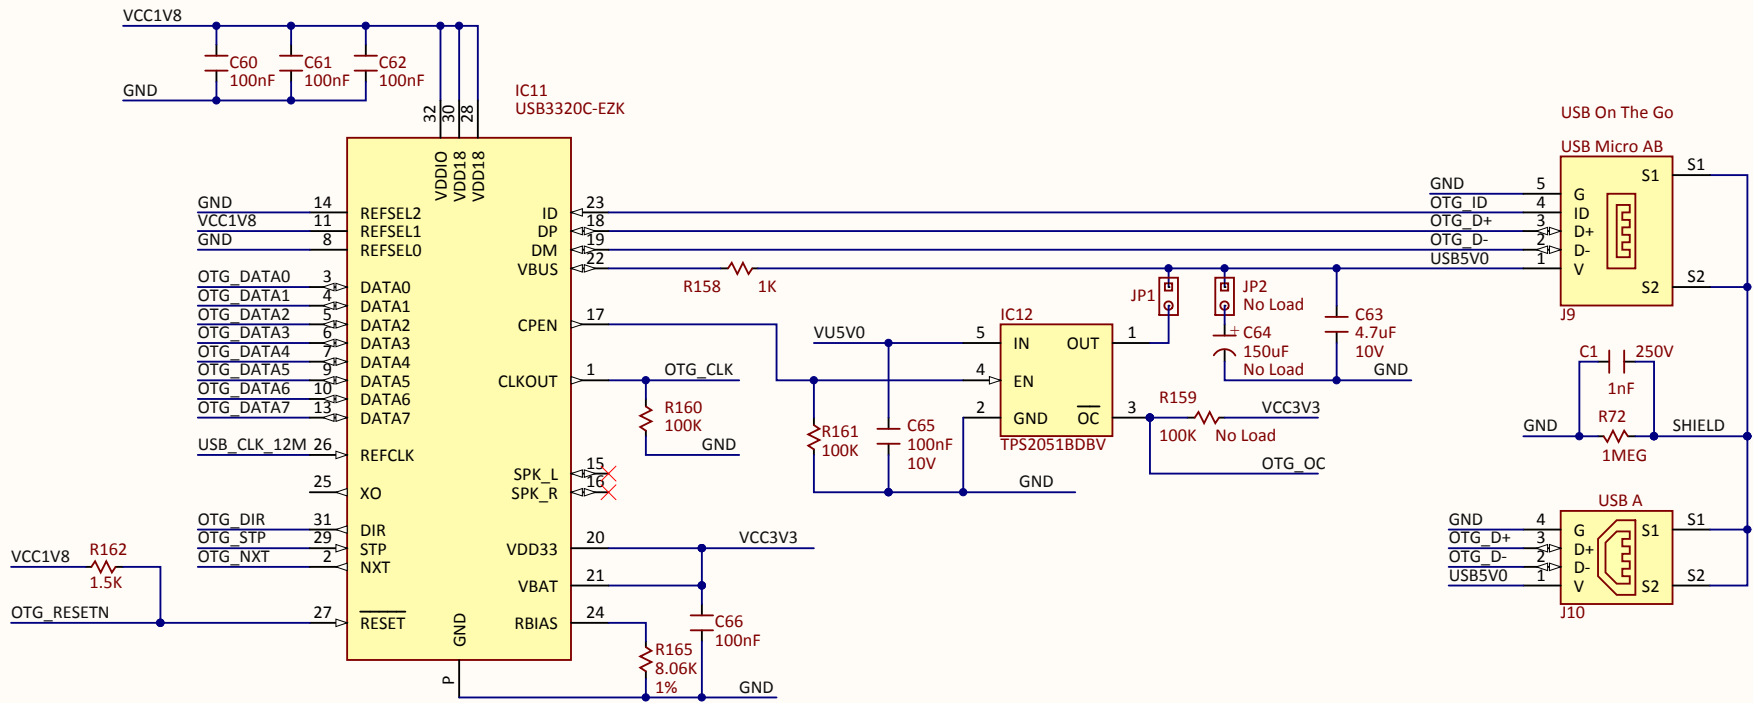 VCC1V8
C60
100nF
C61
100nF
C62
100nF
GND
IC11
USB3320C-EZK
32
30
28
VDDIO
VDD18
VDD18
GND 14 REFSEL2
VCC1V8 11 REFSEL1
GND 8 REFSEL0
OTG_DATA0 3 DATA0
OTG_DATA1 4 DATA1
OTG_DATA2 5 DATA2
OTG_DATA3 6 DATA3
OTG_DATA4 7 DATA4
OTG_DATA5 9 DATA5
OTG_DATA6 10 DATA6
OTG_DATA7 13 DATA7
USB_CLK_12M 26 REFCLK
25 XO
OTG_DIR 31 DIR
OTG_STP 29 STP
OTG_NXT 2 NXT
VCC1V8
R162
1.5K
OTG_RESETN 27 RESET
GND
P
ID 23
DP 18
DM 19
VBUS 22
R158 1K
CPEN 17
CLKOUT 1 OTG_CLK
R160
100K
GND
SPK_L 15
SPK_R 16
VDD33 20 VCC3V3
VBAT 21
RBIAS 24
C66
100nF
R165
8.06K
1%
GND
VU5V0
R161
100K
C65
100nF
10V
GND
IC12
5 IN OUT 1
4 EN
2 GND OC 3
TPS2051BDBV
JP1
JP2
No Load
+
C64
150uF
No Load
C63
4.7uF
10V
GND
R159
100K No Load
VCC3V3
OTG_OC
USB On The Go
USB Micro AB
GND 5 G
OTG_ID 4 ID
OTG_D+ 3 D+
OTG_D- 2 D-
USB5V0 1 V
S1 S1
S2 S2
J9
C1 250V
1nF
GND R72 SHIELD
1MEG
USB A
GND 4 G
OTG_D+ 3 D+
OTG_D- 2 D-
USB5V0 1 V
S1 S1
S2 S2
J10